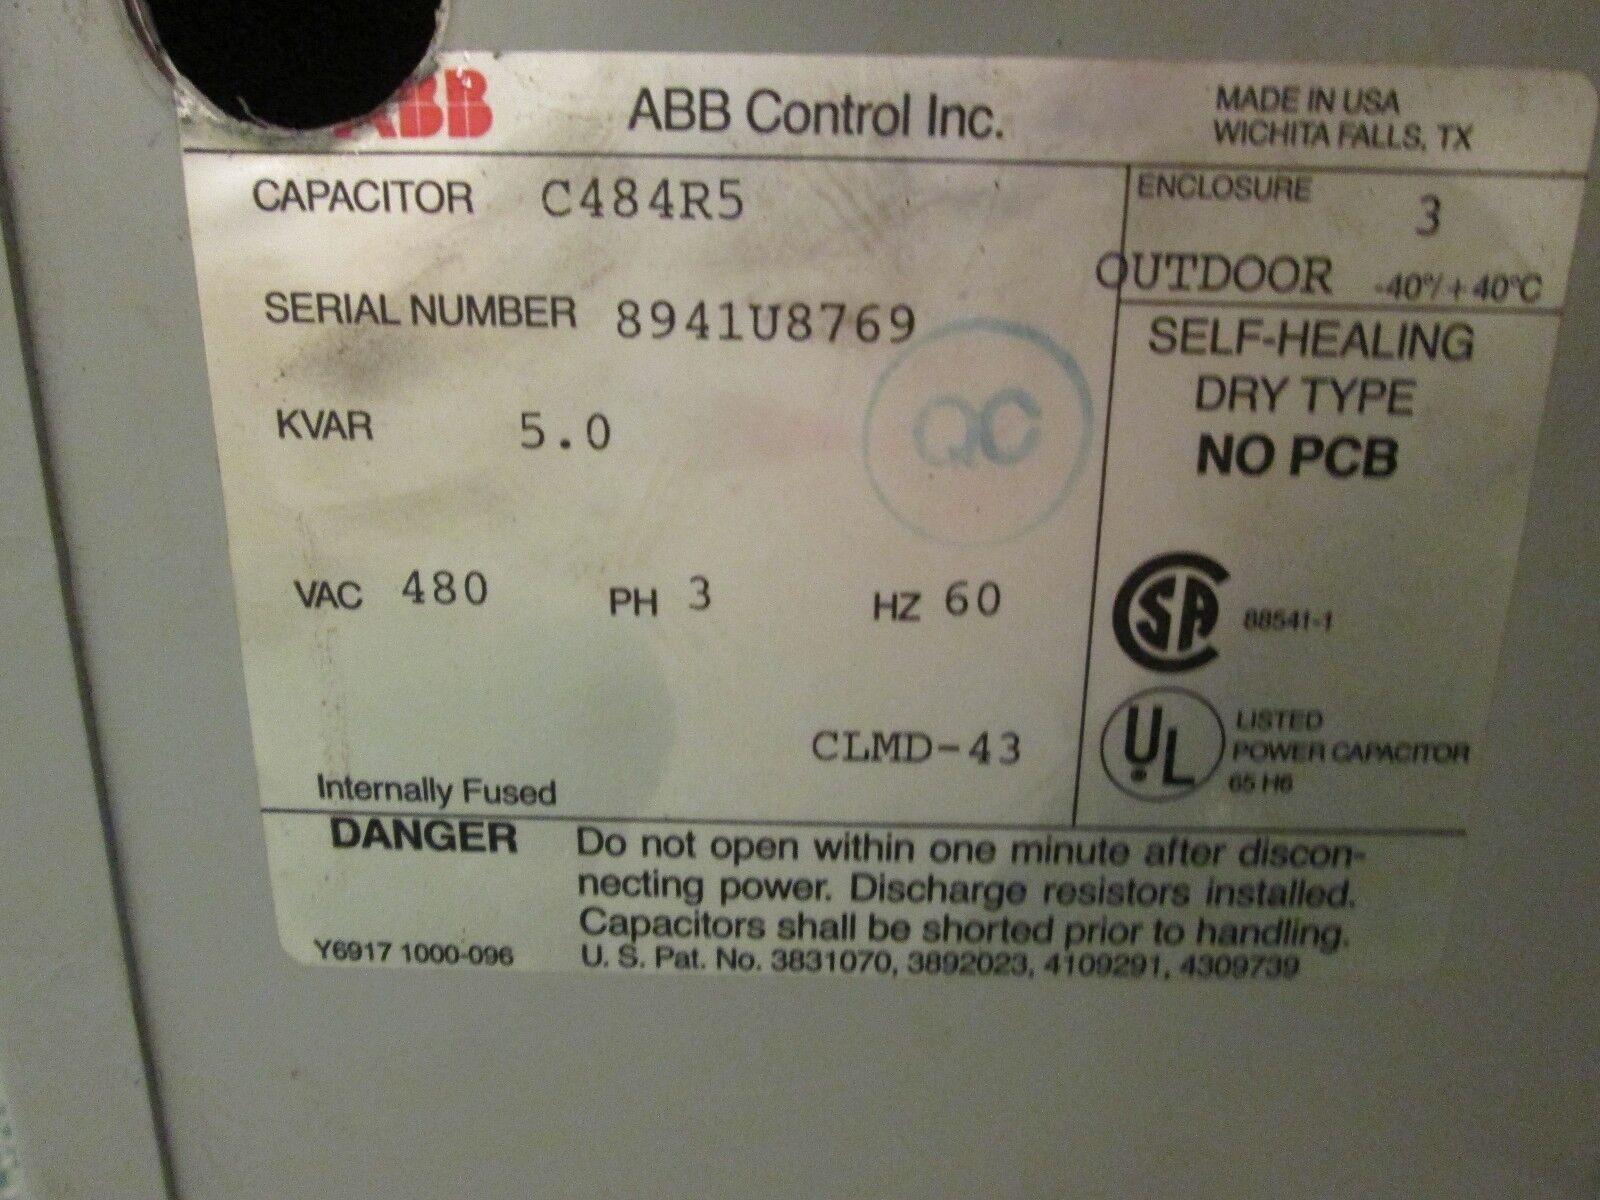 ABB
ABB Control Inc.
MADE IN USA
WICHITA FALLS, TX
CAPACITOR C484R5
ENCLOSURE 3
OUTDOOR -40°/+40°C
SERIAL NUMBER 8941U8769
SELF-HEALING
DRY TYPE
NO PCB
KVAR 5.0
QC
VAC 480 PH 3 HZ 60
CSA 88541-1
CLMD-43
UL LISTED
POWER CAPACITOR
65 H6
Internally Fused
DANGER Do not open within one minute after discon-
necting power. Discharge resistors installed.
Capacitors shall be shorted prior to handling.
Y6917 1000-096 U. S. Pat. No. 3831070, 3892023, 4109291, 4309739